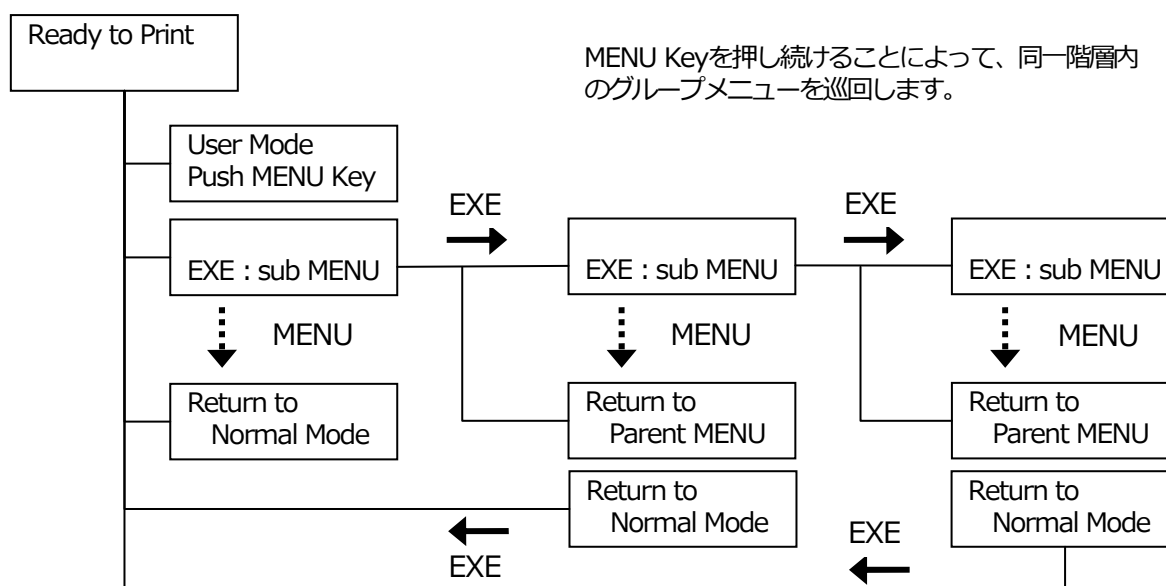 Ready to Print
MENU Keyを押し続けることによって、同一階層内
のグループメニューを巡回します。
User Mode
Push MENU Key
EXE
EXE
EXE : sub MENU
EXE : sub MENU
EXE : sub MENU
MENU
MENU
MENU
Return to
Normal Mode
Return to
Parent MENU
Return to
Parent MENU
Return to
Normal Mode
Return to
Normal Mode
EXE
EXE